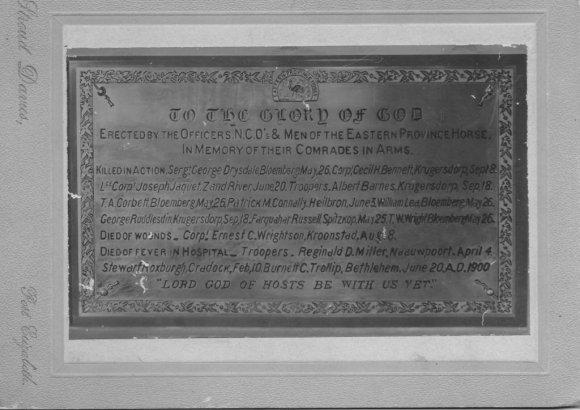 Strand Davies,
TO THE GLORY OF GOD
ERECTED BY THE OFFICERS, N.C.O's & MEN OF THE EASTERN PROVINCE HORSE,
IN MEMORY OF THEIR COMRADES IN ARMS.
KILLED IN ACTION. Sergt George Drysdale Bloemberg May, 26. Corp; Cecil H. Bennett, Krugersdorp, Sept 8.
Lce Corpl Joseph Jaquet, Zand River June 20. Troopers, Albert Barnes, Krugersdorp, Sep, 18.
T.A. Corbett Bloemberg May, 26, Patrick M. Connally, Heilbron, June 3, William Lea, Bloemberg, May, 26.
George Ruddlesdin Krugersdorp, Sep, 18. Farquahar Russell, Spitzkop, May 25. T.W. Wright Bloemberg May 26.
DIED OF WOUNDS _ Corpl Ernest C. Wrightson, Kroonstad, Aug 8.
DIED OF FEVER IN HOSPITAL _ Troopers _ Reginald D. Miller, Naauwpoort, April 4.
Stewart Roxburgh, Cradock, Feb, 10. Burnett C. Trollip, Bethlehem, June 20, A.D. 1900
"LORD GOD OF HOSTS BE WITH US YET."
Port Elizabeth.